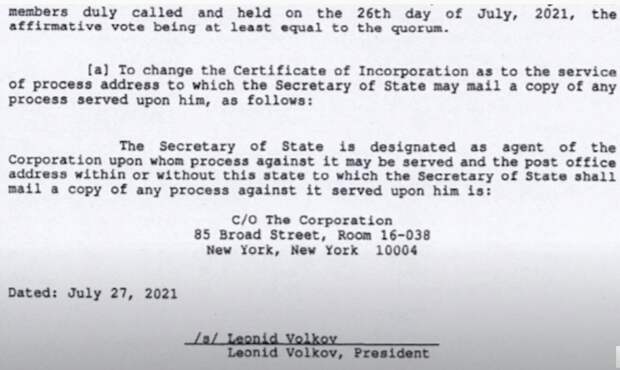 members duly called and held on the 26th day of July, 2021, the
affirmative vote being at least equal to the quorum.
[a] To change the Certificate of Incorporation as to the service
of process address to which the Secretary of State may mail a copy of any
process served upon him, as follows:
The Secretary of State is designated as agent of the
Corporation upon whom process against it may be served and the post office
address within or without this state to which the Secretary of State shall
mail a copy of any process against it served upon him is:
C/O The Corporation
85 Broad Street, Room 16-038
New York, New York 10004
Dated: July 27, 2021
/s/ Leonid Volkov
Leonid Volkov, President